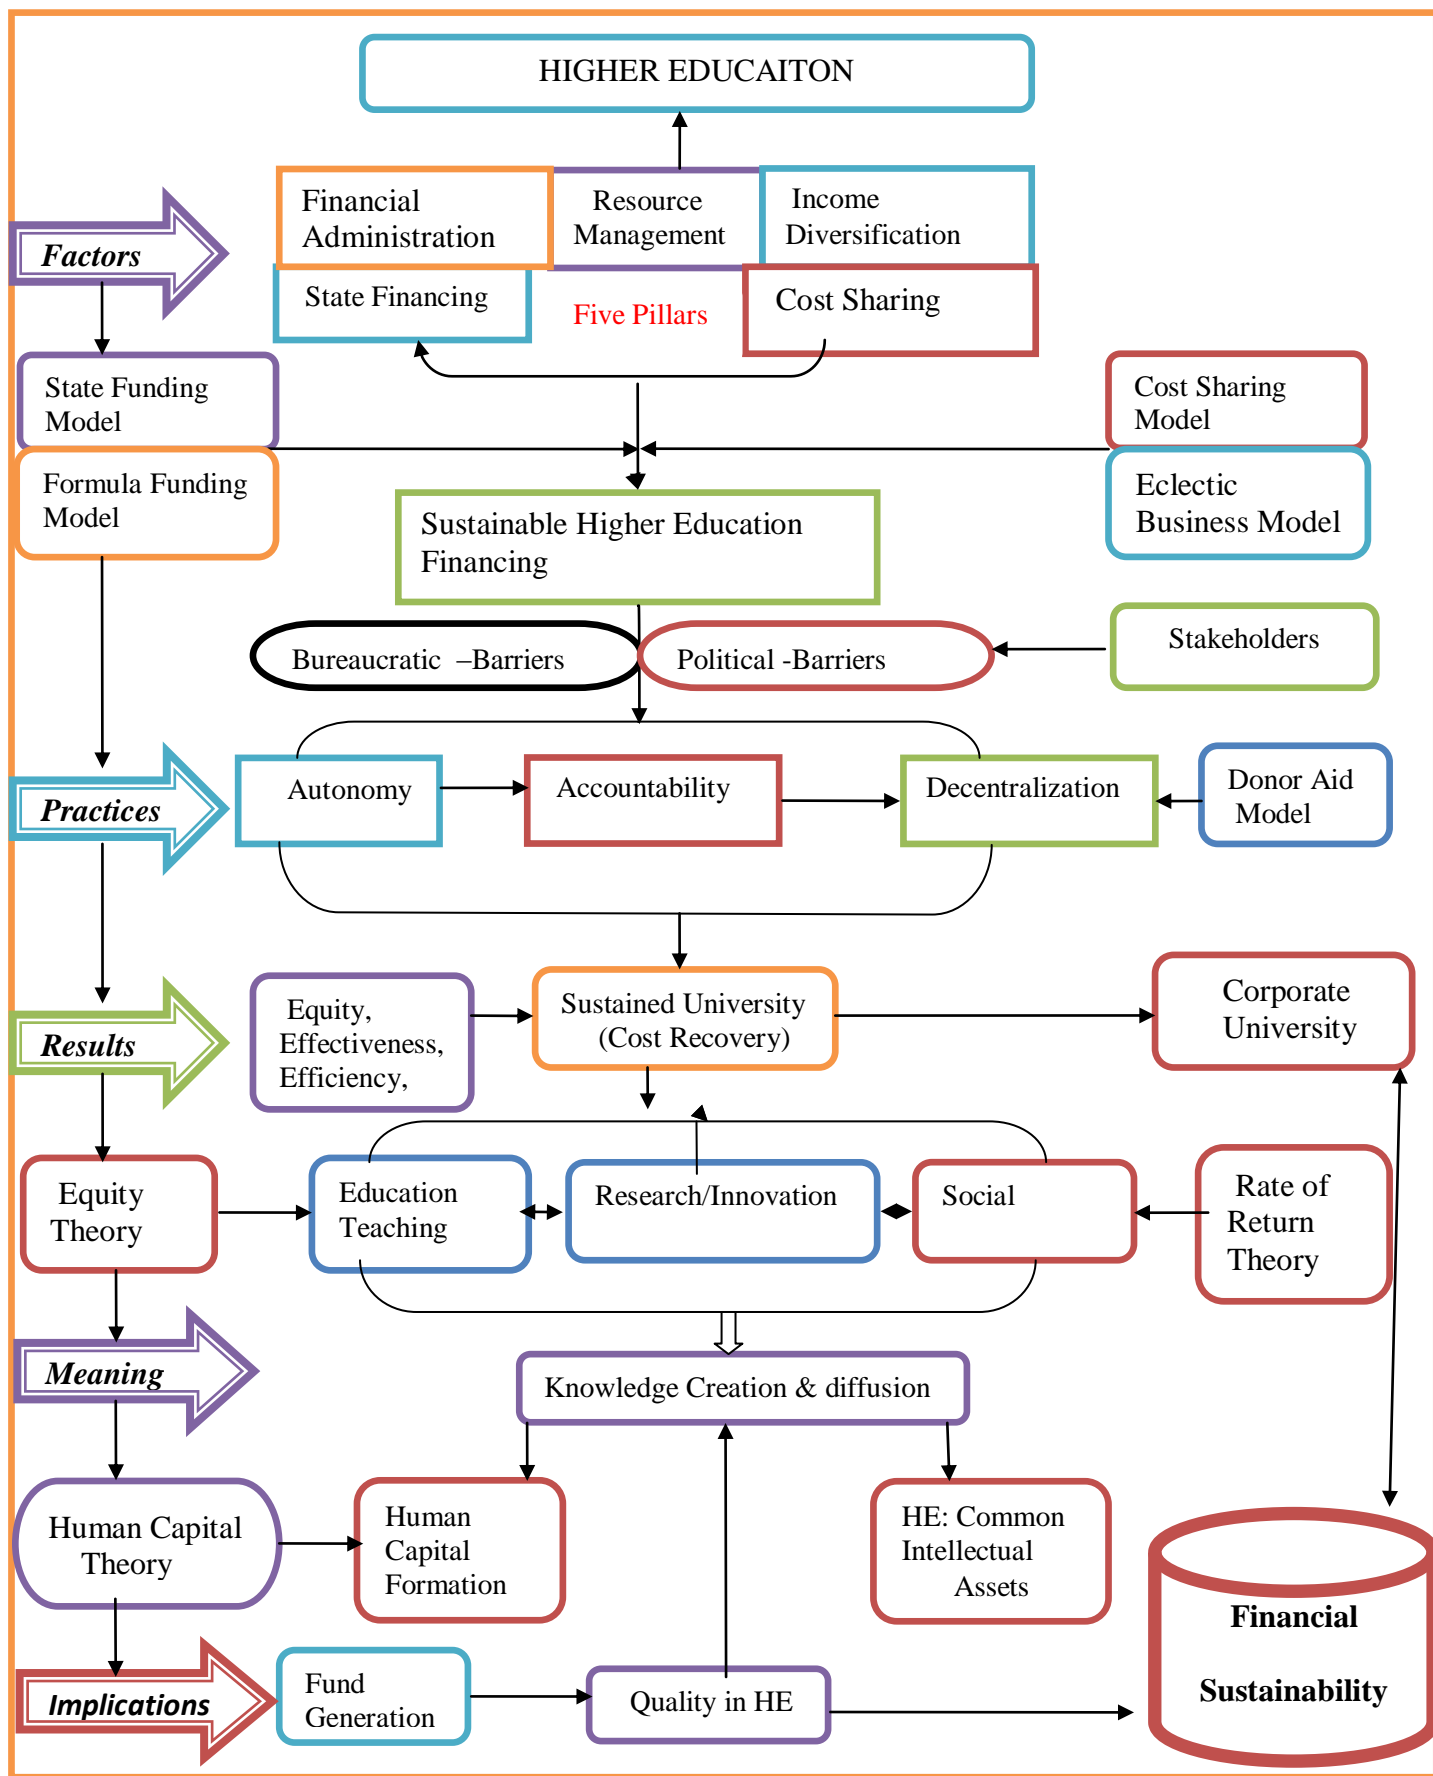 HIGHER EDUCAITON
Financial
Administration
Resource
Management
Income
Diversification
Factors
State Financing
Five Pillars
Cost Sharing
State Funding
Model
Cost Sharing
Model
Formula Funding
Model
Eclectic
Business Model
Sustainable Higher Education
Financing
Bureaucratic –Barriers
Political -Barriers
Stakeholders
Practices
Autonomy
Accountability
Decentralization
Donor Aid
Model
Results
Equity,
Effectiveness,
Efficiency,
Sustained University
(Cost Recovery)
Corporate
University
Equity
Theory
Education
Teaching
Research/Innovation
Social
Rate of
Return
Theory
Meaning
Knowledge Creation & diffusion
Human Capital
Theory
Human
Capital
Formation
HE: Common
Intellectual
Assets
Financial
Sustainability
Implications
Fund
Generation
Quality in HE